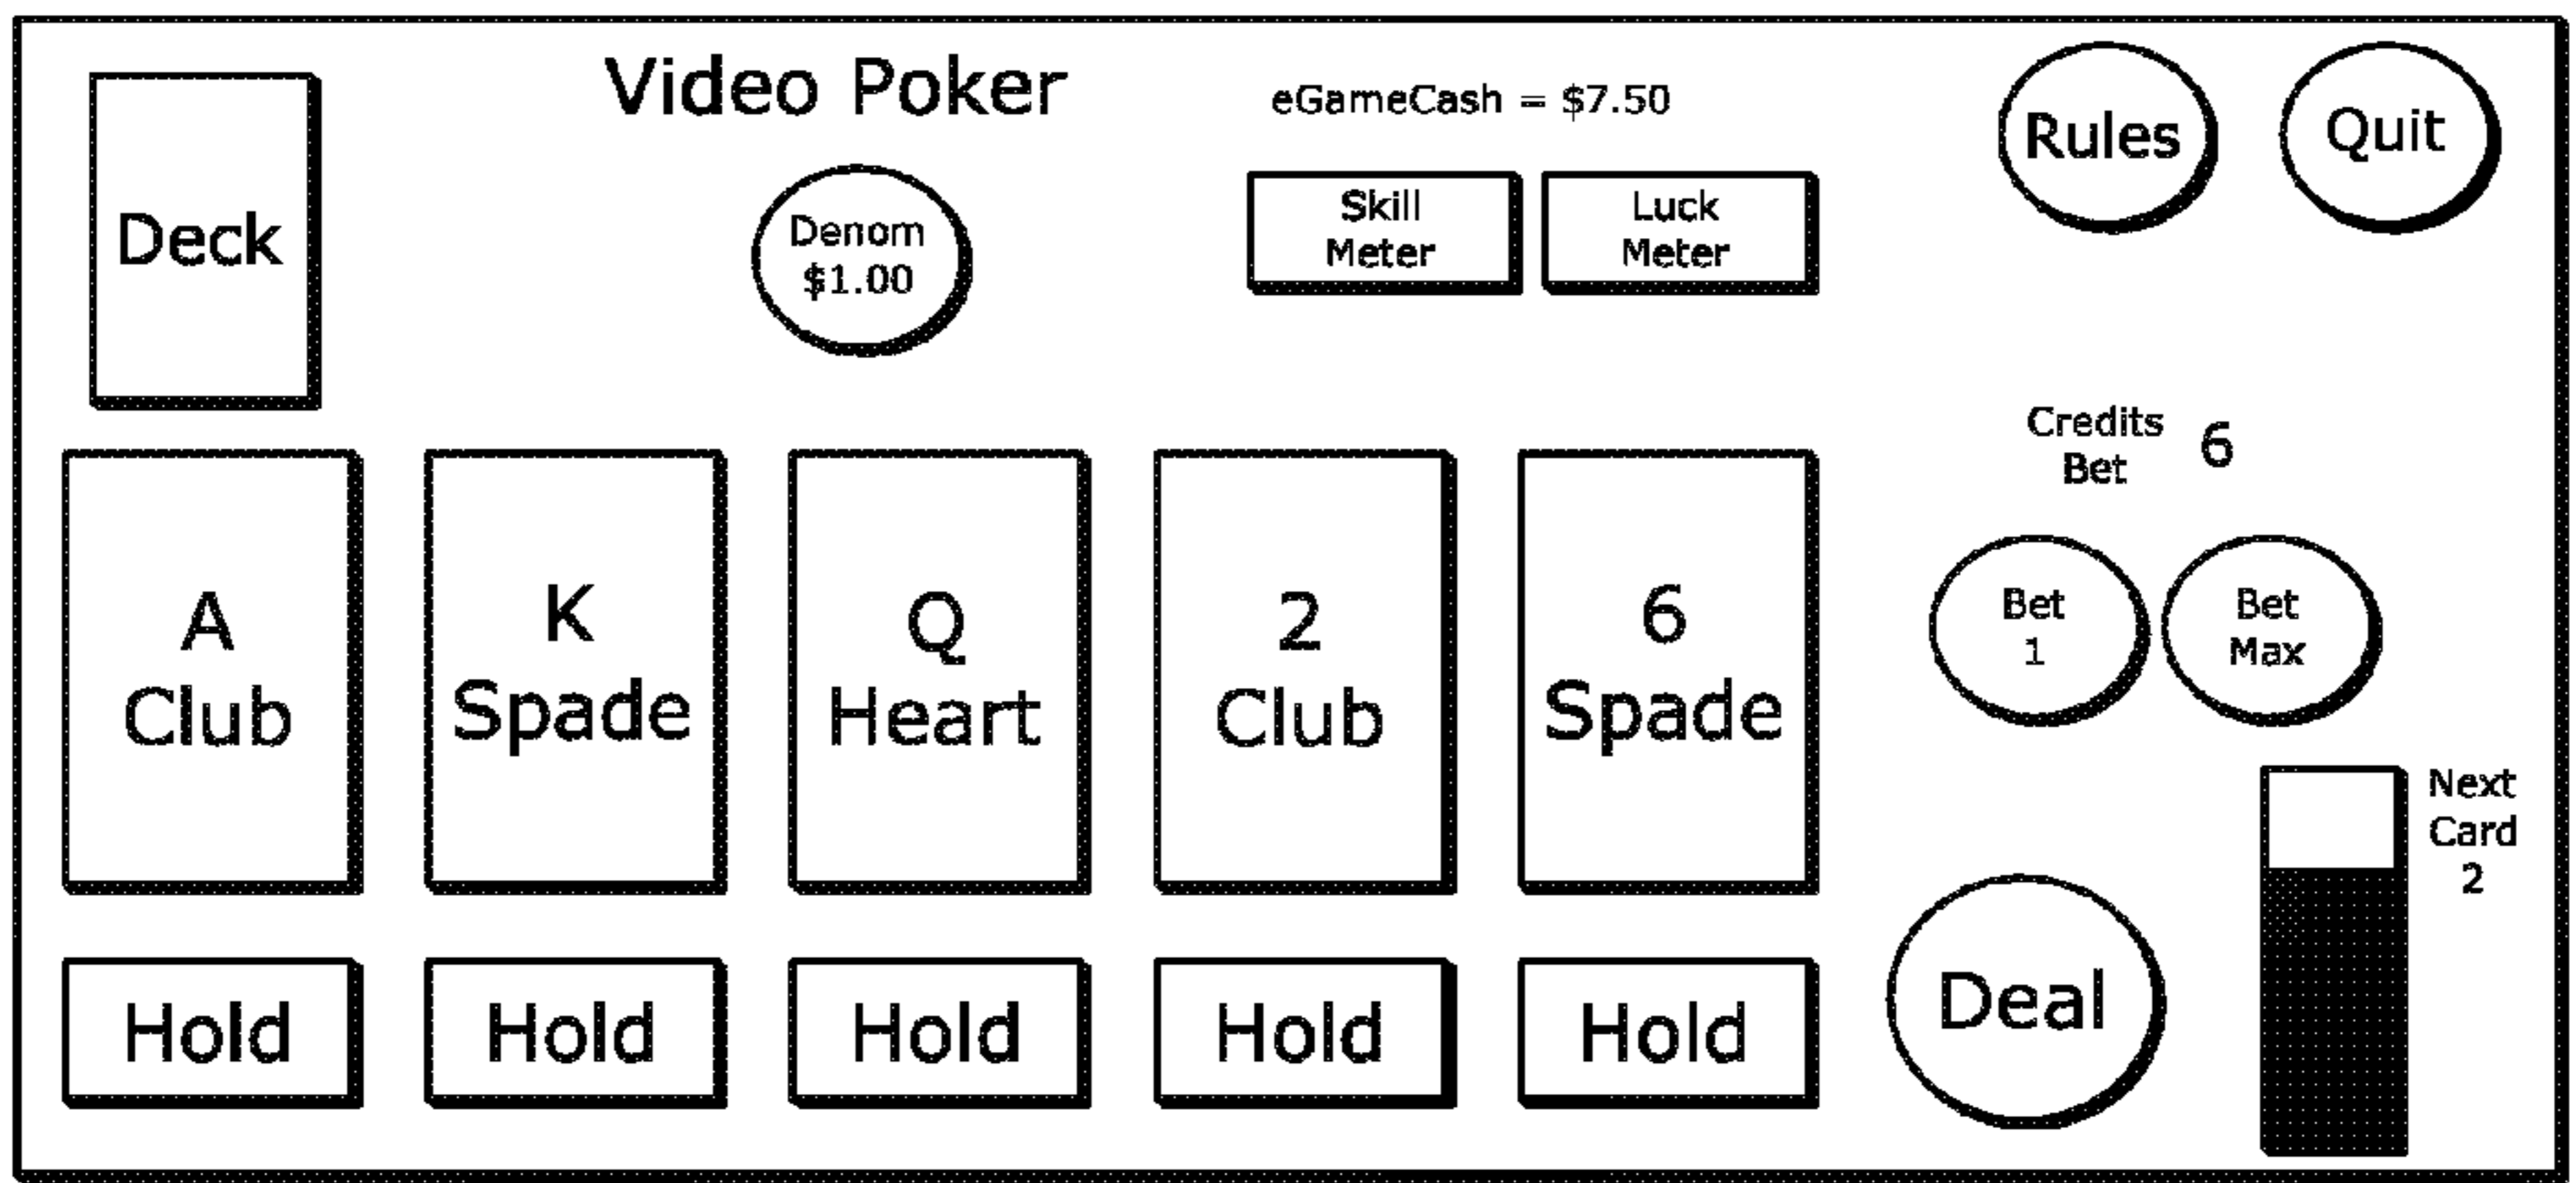 Video Poker
eGameCash = $7.50
Rules
Quit
Deck
Denom
$1.00
Skill
Meter
Luck
Meter
Credits
Bet
6
A
Club
K
Spade
Q
Heart
2
Club
6
Spade
Bet
1
Bet
Max
Next
Card
2
Deal
Hold
Hold
Hold
Hold
Hold